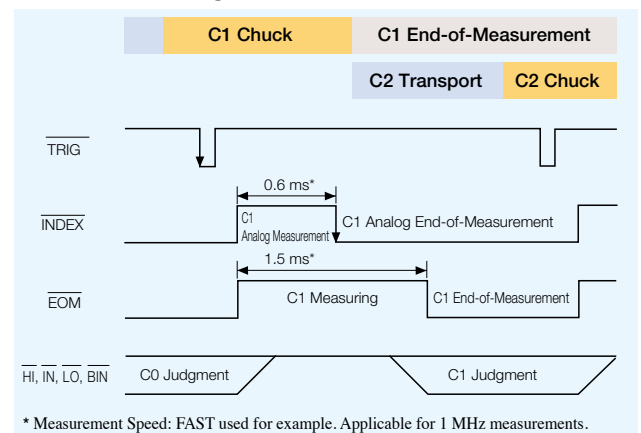 C1 Chuck C1 End-of-Measurement
C2 Transport C2 Chuck
TRIG
0.6 ms*
INDEX
C1
Analog Measurement
C1 Analog End-of-Measurement
1.5 ms*
EOM
C1 Measuring
C1 End-of-Measurement
HI, IN, LO, BIN
C0 Judgment
C1 Judgment
* Measurement Speed: FAST used for example. Applicable for 1 MHz measurements.